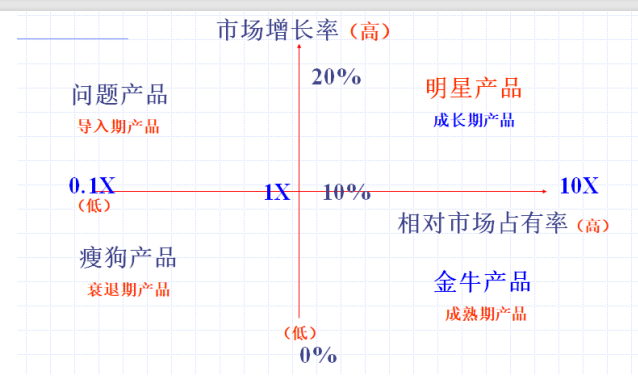 市场增长率（高）
20%
问题产品
导入期产品
明星产品
成长期产品
0.1X
（低）
1X
10%
10X
相对市场占有率（高）
瘦狗产品
衰退期产品
金牛产品
成熟期产品
（低）
0%